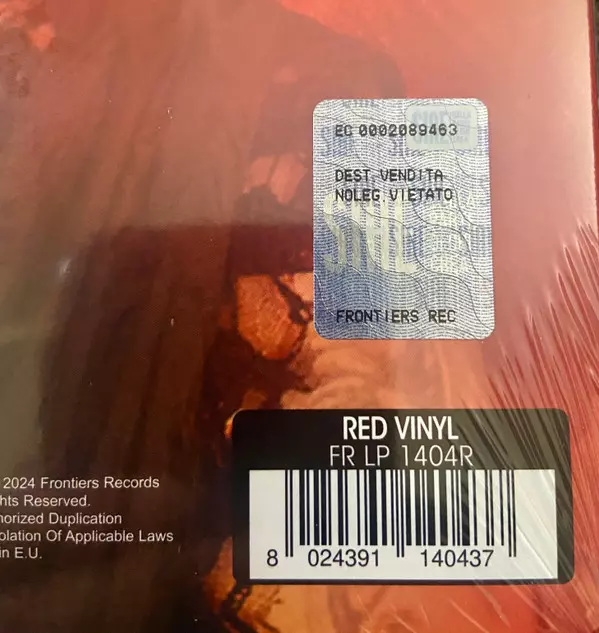 EC 0002089463
DEST. VENDITA
NOLEG. VIETATO
FRONTIERS REC
RED VINYL
FR LP 1404R
8 024391 140437
2024 Frontiers Records
hts Reserved.
horized Duplication
olation Of Applicable Laws
in E.U.